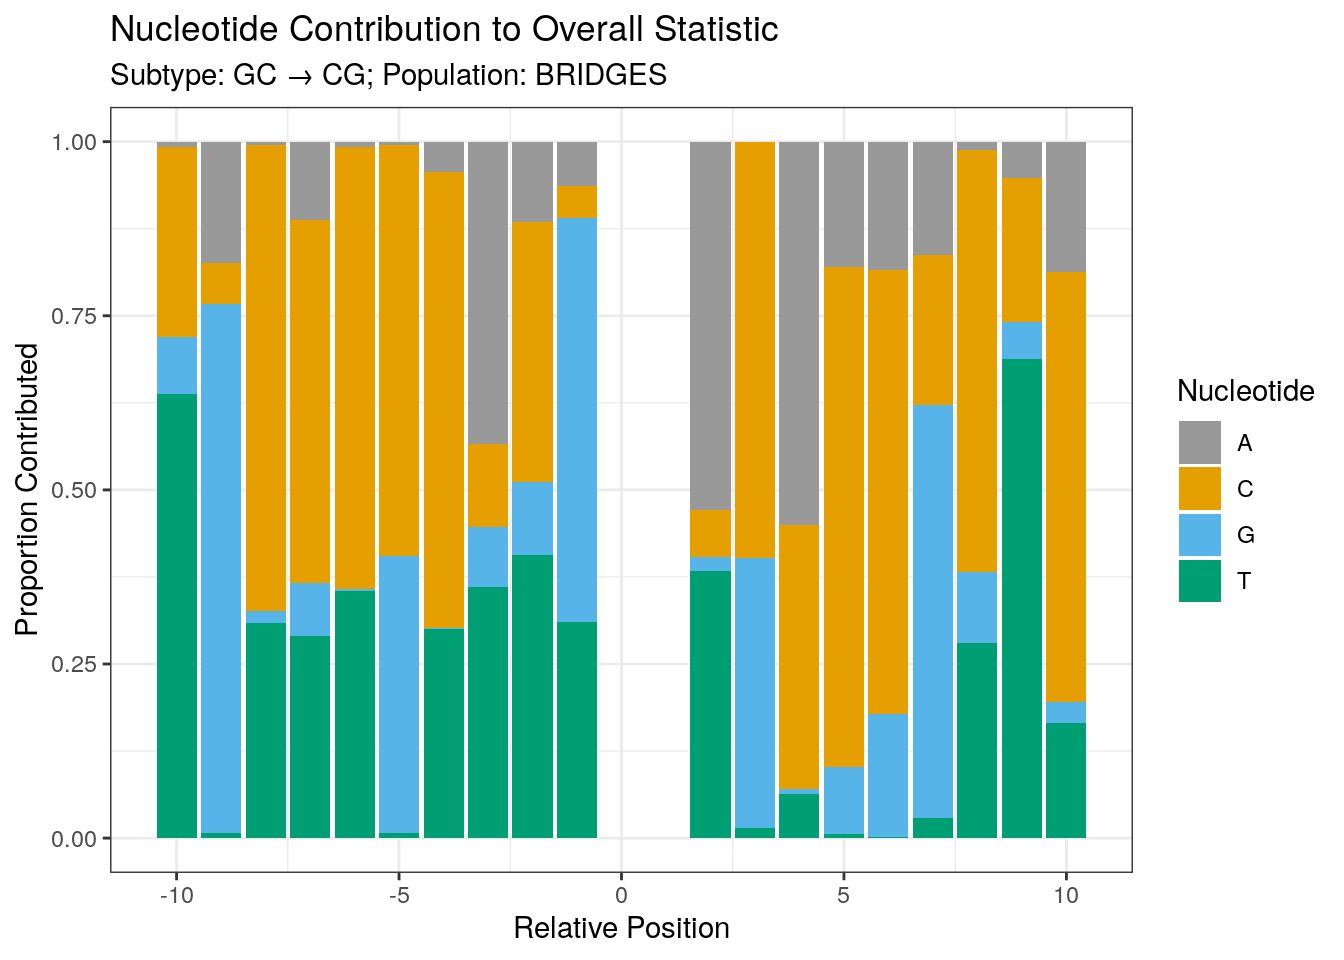 Nucleotide Contribution to Overall Statistic
Subtype: GC → CG; Population: BRIDGES
Proportion Contributed
1.00
0.75
0.50
0.25
0.00
-10
-5
0
5
10
Relative Position
Nucleotide
A
C
G
T